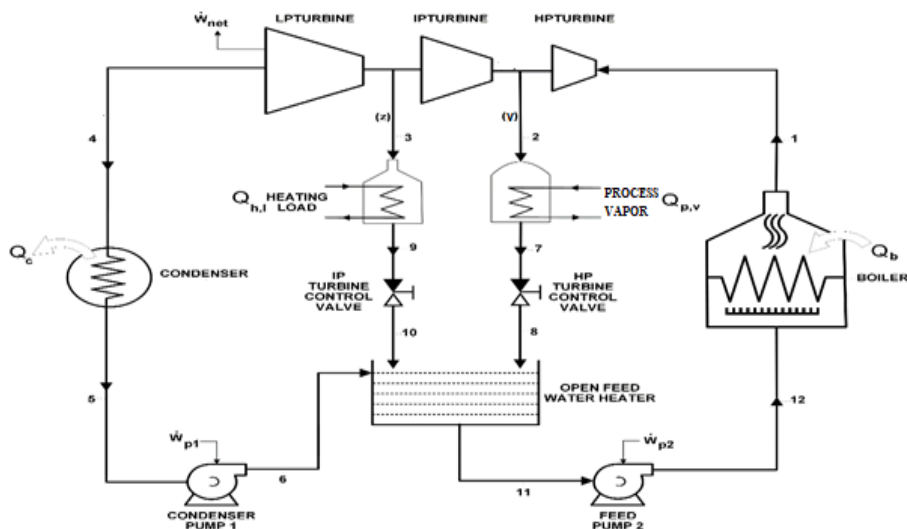 LPTURBINE
IPTURBINE
HPTURBINE
Ẇnet
(z)
(y)
4
3
2
1
Qh,l HEATING
LOAD
PROCESS
VAPOR
Qp,v
Qc
CONDENSER
9
7
Qb
BOILER
IP
TURBINE
CONTROL
VALVE
HP
TURBINE
CONTROL
VALVE
10
8
5
OPEN FEED
WATER HEATER
12
Ẇp1
6
Ẇp2
11
CONDENSER
PUMP 1
FEED
PUMP 2